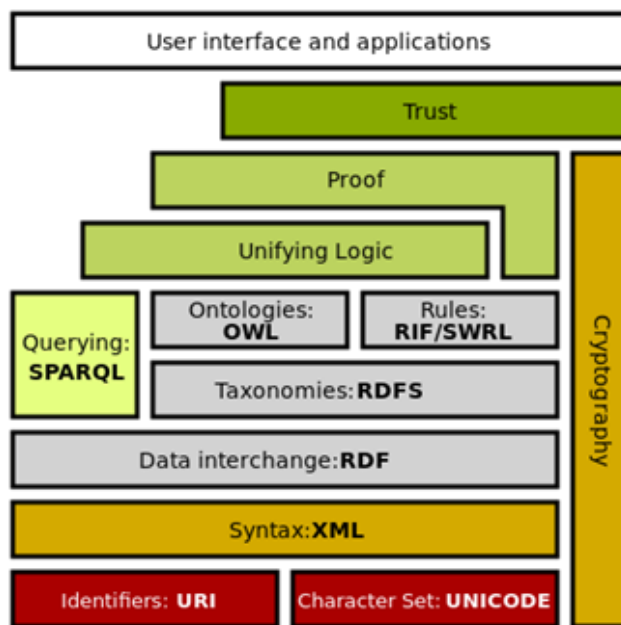 User interface and applications
Trust
Proof
Unifying Logic
Ontologies:
OWL
Rules:
RIF/SWRL
Querying:
SPARQL
Taxonomies:RDFS
Cryptography
Data interchange:RDF
Syntax:XML
Identifiers: URI
Character Set: UNICODE